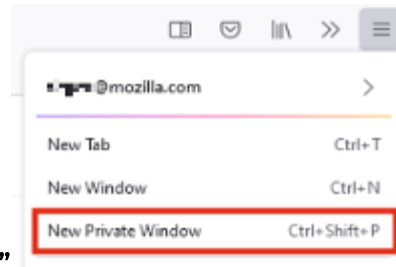 @mozilla.com
New Tab Ctrl+T
New Window Ctrl+N
New Private Window Ctrl+Shift+P
”